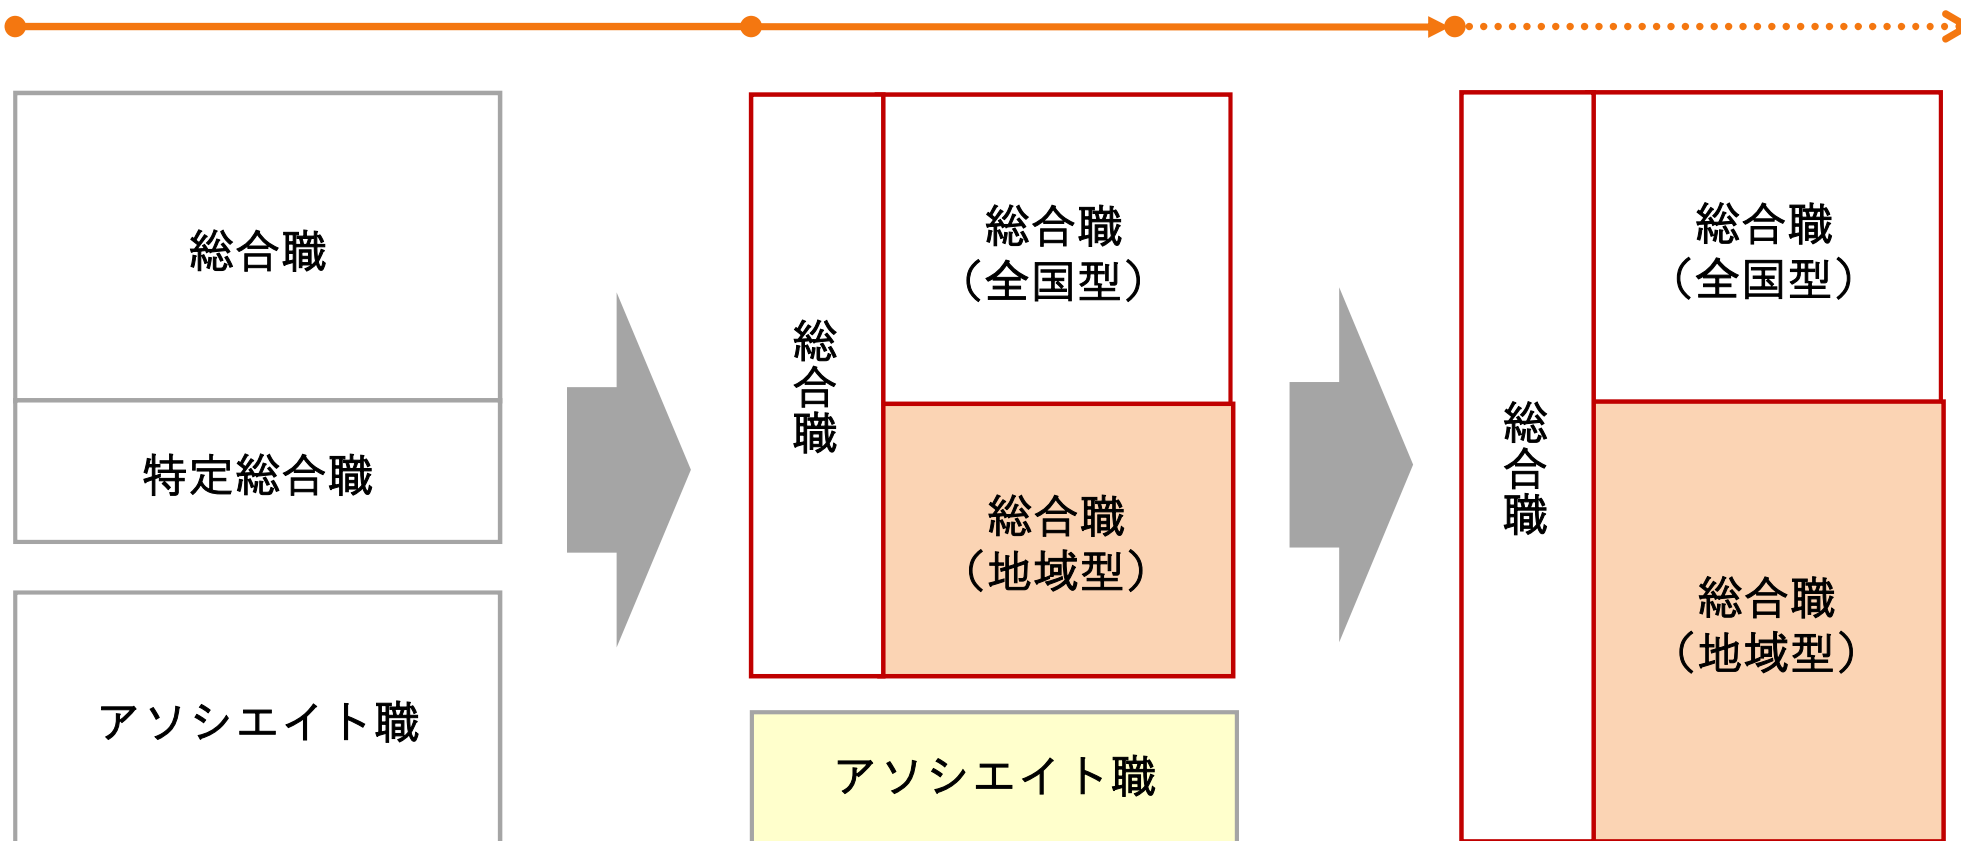 総合職
特定総合職
アソシエイト職
総合職
総合職
（全国型）
総合職
（地域型）
アソシエイト職
総合職
総合職
（全国型）
総合職
（地域型）